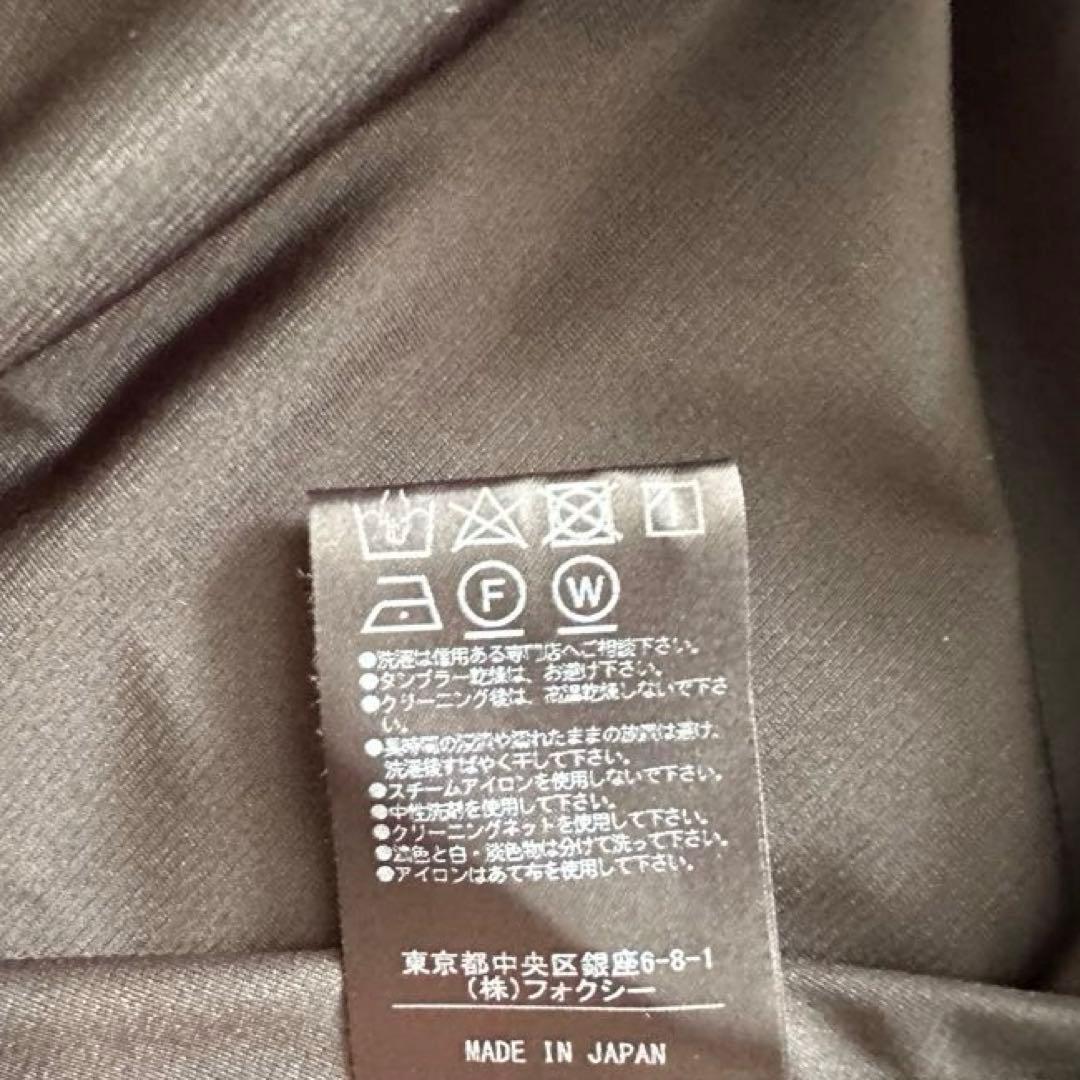 F W
●洗濯は信用ある専門店へご相談下さい。
●タンブラー乾燥は、お避け下さい。
●クリーニング後は、高温乾燥しないで下さ
い。
●長時間の浸漬や濡れたままの放置は避け、
洗濯後すばやく干して下さい。
●スチームアイロンを使用しないで下さい。
●中性洗剤を使用して下さい。
●クリーニングネットを使用して下さい。
●濃色と白・淡色物は分けて洗って下さい。
●アイロンはあて布を使用して下さい。
東京都中央区銀座6-8-1
(株)フォクシー
MADE IN JAPAN